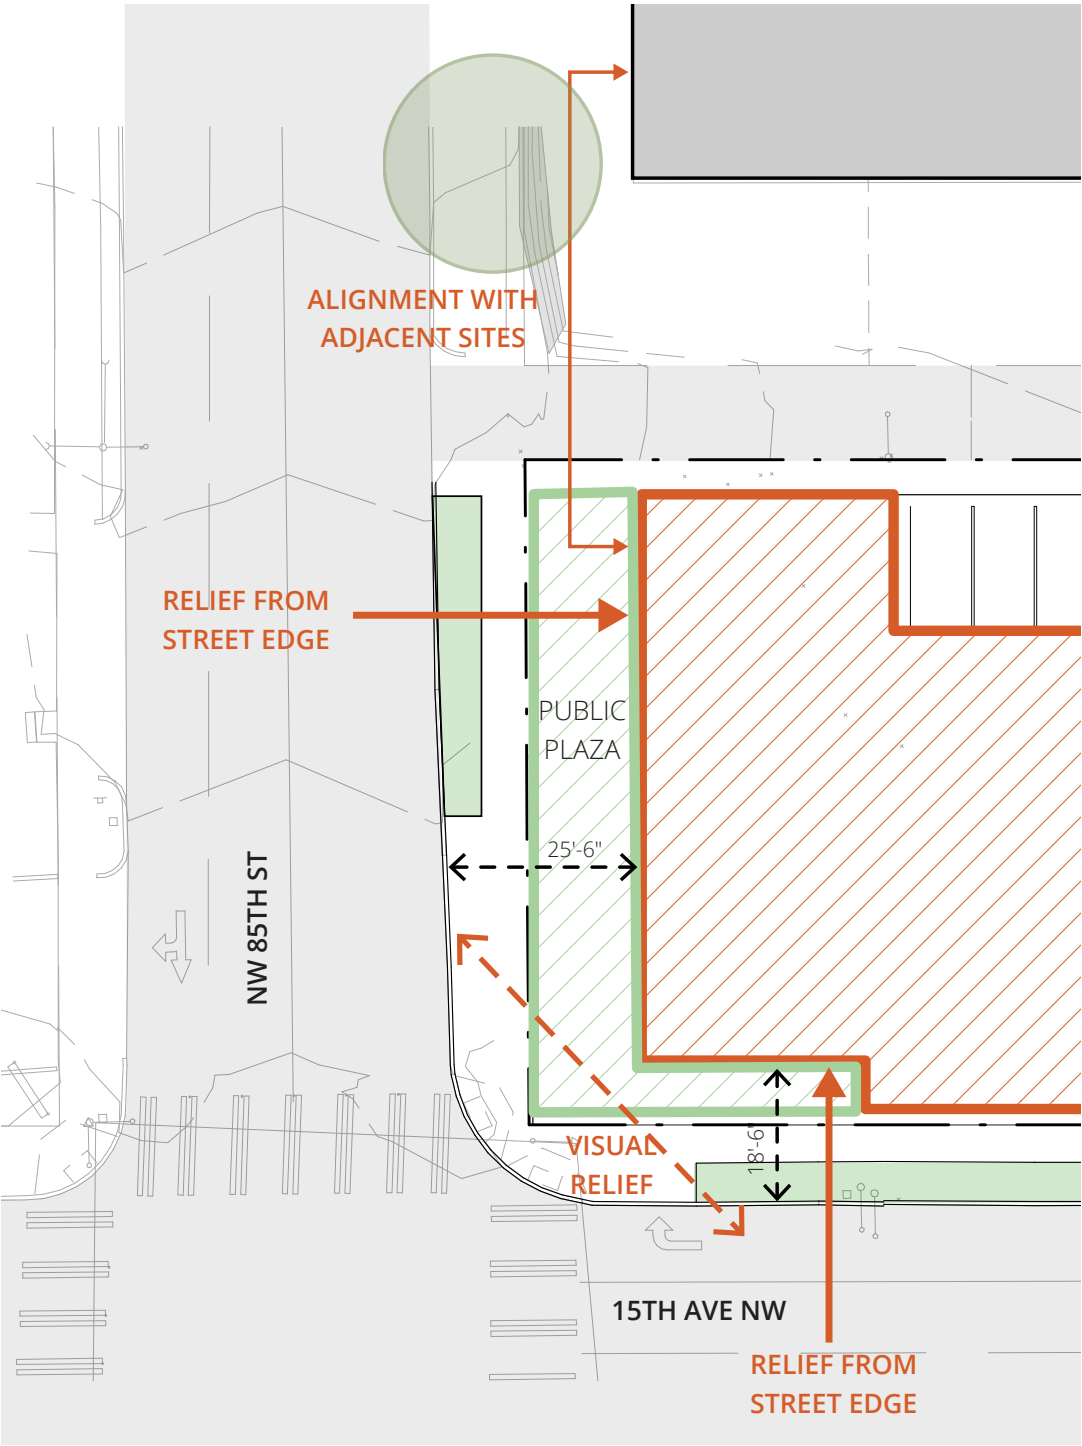 ALIGNMENT WITH
ADJACENT SITES
RELIEF FROM
STREET EDGE
PUBLIC
PLAZA
25'-6"
NW 85TH ST
VISUAL
RELIEF
18'-6"
15TH AVE NW
RELIEF FROM
STREET EDGE